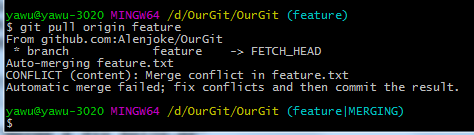 yawu@yawu-3020 MINGW64 /d/OurGit/OurGit (feature)
$ git pull origin feature
From github.com:Alenjoke/OurGit
 * branch            feature    -> FETCH_HEAD
Auto-merging feature.txt
CONFLICT (content): Merge conflict in feature.txt
Automatic merge failed; fix conflicts and then commit the result.
yawu@yawu-3020 MINGW64 /d/OurGit/OurGit (feature|MERGING)
$